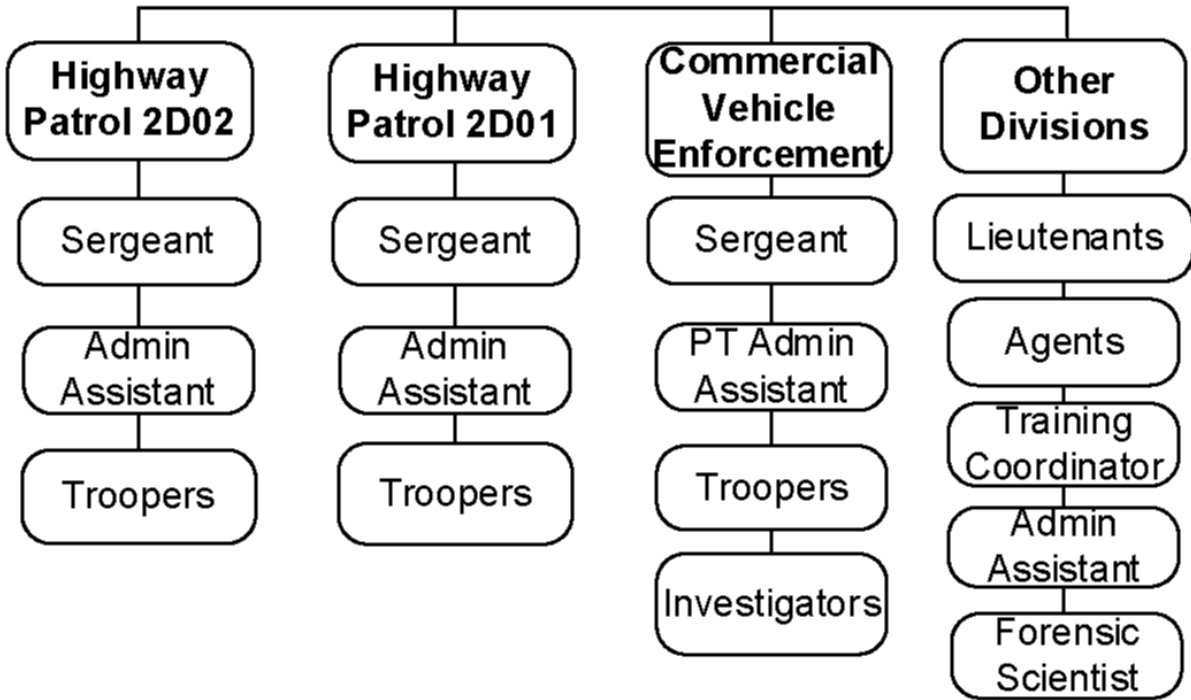 Highway
Patrol 2D02
Sergeant
Admin
Assistant
Troopers
Highway
Patrol 2D01
Sergeant
Admin
Assistant
Troopers
Commercial
Vehicle
Enforcement
Sergeant
PT Admin
Assistant
Troopers
Investigators
Other
Divisions
Lieutenants
Agents
Training
Coordinator
Admin
Assistant
Forensic
Scientist